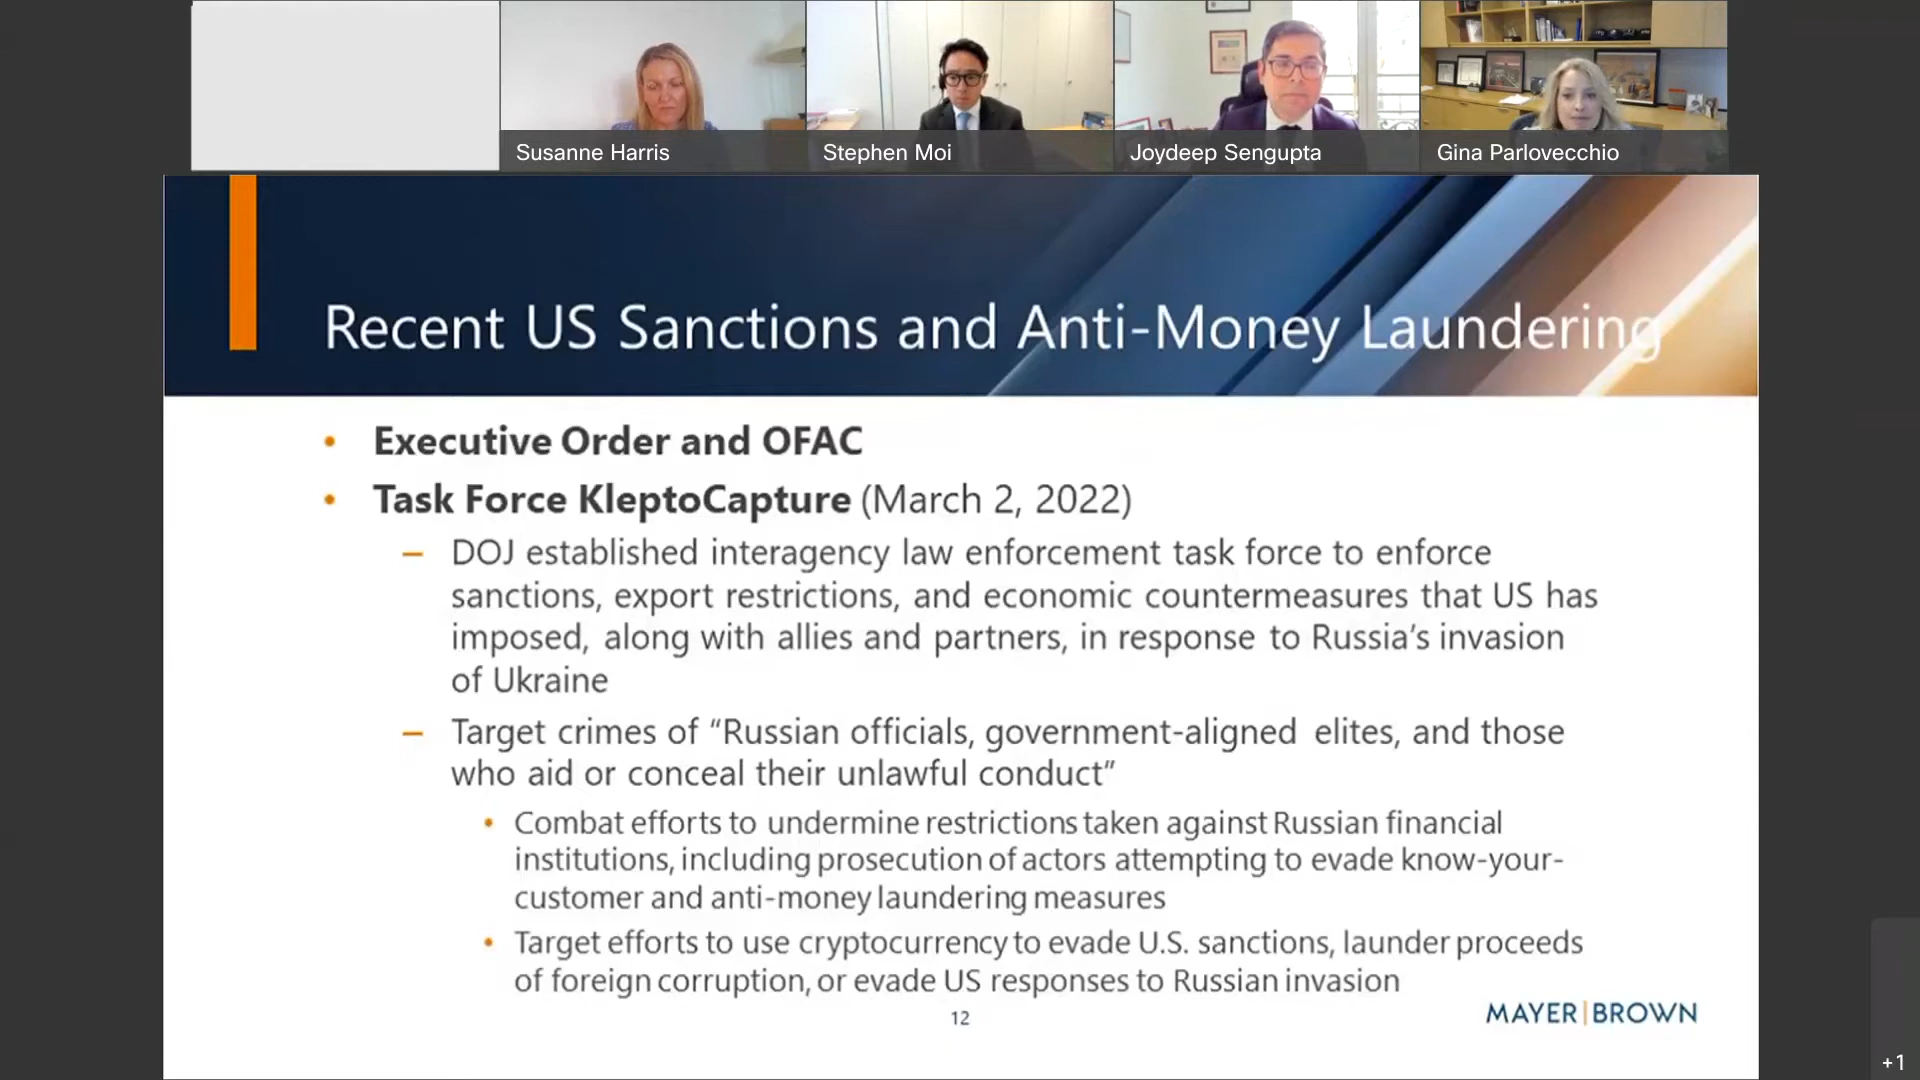 Susanne Harris
Stephen Moi
Joydeep Sengupta
Gina Parlovecchio
Recent US Sanctions and Anti-Money Laundering
• Executive Order and OFAC
• Task Force KleptoCapture (March 2, 2022)
– DOJ established interagency law enforcement task force to enforce
sanctions, export restrictions, and economic countermeasures that US has
imposed, along with allies and partners, in response to Russia’s invasion
of Ukraine
– Target crimes of “Russian officials, government-aligned elites, and those
who aid or conceal their unlawful conduct”
• Combat efforts to undermine restrictions taken against Russian financial
institutions, including prosecution of actors attempting to evade know-your-
customer and anti-money laundering measures
• Target efforts to use cryptocurrency to evade U.S. sanctions, launder proceeds
of foreign corruption, or evade US responses to Russian invasion
12
MAYER|BROWN
+1